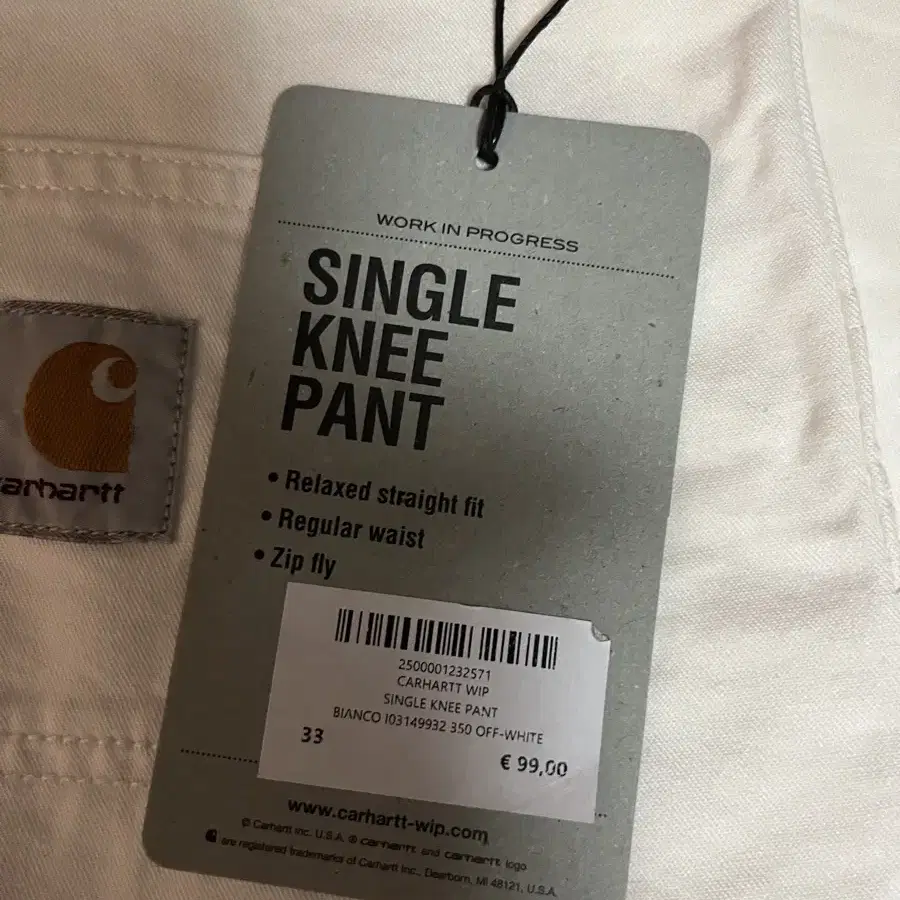 WORK IN PROGRESS
SINGLE
KNEE
PANT
• Relaxed straight fit
• Regular waist
• Zip fly
carhartt
2500001232571
CARHARTT WIP
SINGLE KNEE PANT
BIANCO I03149932 350 OFF-WHITE
33
€ 99,00
www.carhartt-wip.com
© Carhartt Inc. U.S.A. ® carhartt and carhartt logo
are registered trademarks of Carhartt Inc., Dearborn, MI 48121, U.S.A.